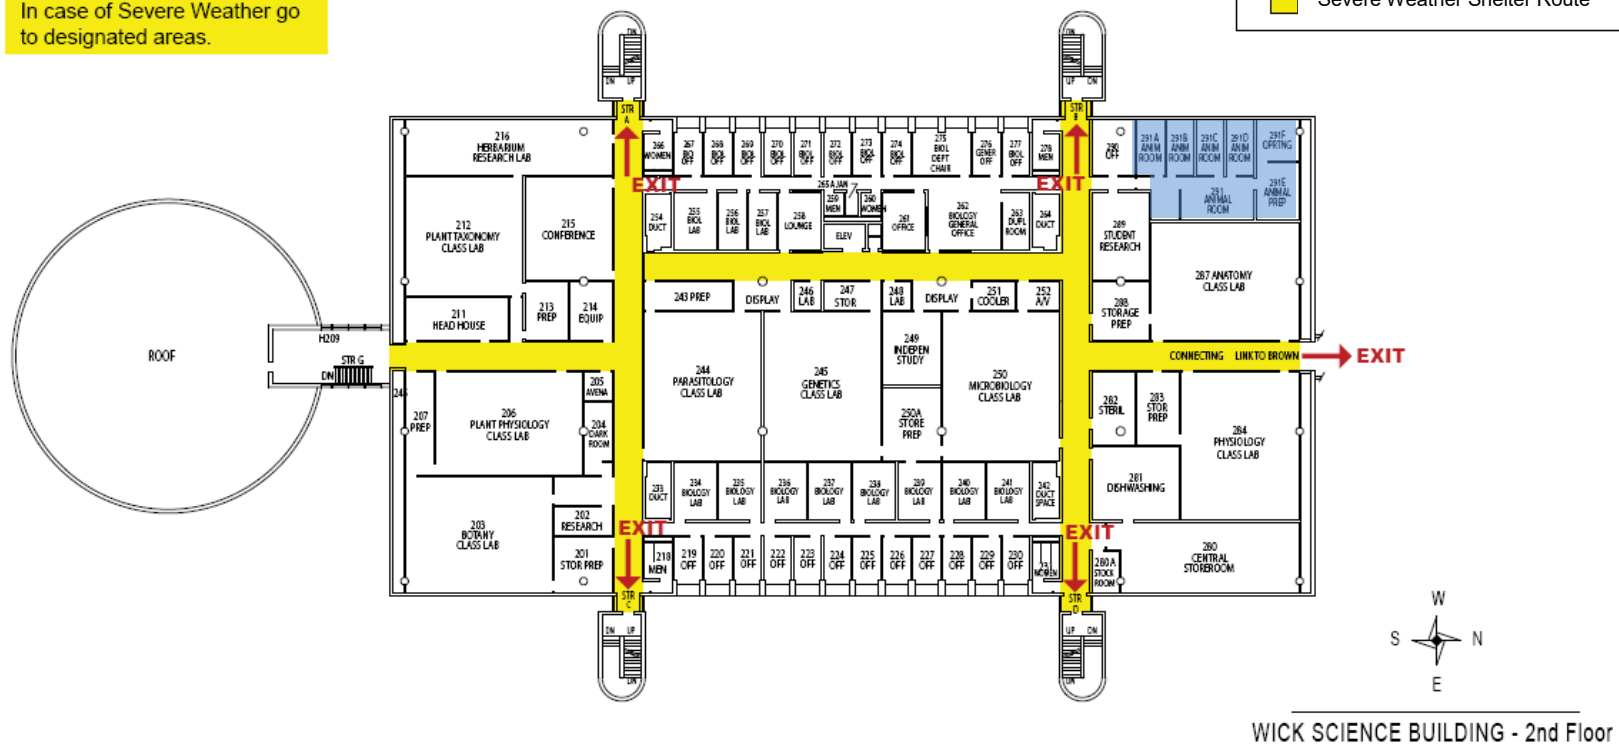 In case of Severe Weather go
to designated areas.
Severe Weather Shelter Route
DN
DN UP
STR
A
EXIT
DN
UP DN
STR
B
EXIT
216
HERBARIUM
RESEARCH LAB
266
WOMEN
267
BIOL
OFF
268
BIOL
OFF
269
BIOL
OFF
270
BIOL
OFF
271
BIOL
OFF
272
BIOL
OFF
273
BIOL
OFF
274
BIOL
OFF
275
BIOL
DEPT
CHAIR
276
GENER
OFF
277
BIOL
OFF
278
MEN
290
OFF
291A
ANIM
ROOM
291B
ANIM
ROOM
291C
ANIM
ROOM
291D
ANIM
ROOM
291F
OPRTNG
291E
ANIMAL
PREP
291
ANIMAL
ROOM
212
PLANT TAXONOMY
CLASS LAB
215
CONFERENCE
254
DUCT
255
BIOL
LAB
256
BIOL
LAB
257
BIOL
LAB
258
LOUNGE
265 A JAN
259
MEN
260
WOMEN
ELEV
261
OFFICE
262
BIOLOGY
GENERAL
OFFICE
263
DUPL
ROOM
264
DUCT
289
STUDENT
RESEARCH
287 ANATOMY
CLASS LAB
211
HEAD HOUSE
213
PREP
214
EQUIP
243 PREP
DISPLAY
246
LAB
247
STOR
248
LAB
DISPLAY
251
COOLER
252
A/V
288
STORAGE
PREP
ROOF
H209
STR G
DN
CONNECTING LINK TO BROWN
EXIT
207
PREP
206
PLANT PHYSIOLOGY
CLASS LAB
205
AVENA
204
DARK
ROOM
244
PARASITOLOGY
CLASS LAB
245
GENETICS
CLASS LAB
249
INDEPEN
STUDY
250
MICROBIOLOGY
CLASS LAB
250A
STORE
PREP
282
STERIL
283
STOR
PREP
284
PHYSIOLOGY
CLASS LAB
281
DISHWASHING
203
BOTANY
CLASS LAB
202
RESEARCH
201
STOR PREP
233
DUCT
234
BIOLOGY
LAB
235
BIOLOGY
LAB
236
BIOLOGY
LAB
237
BIOLOGY
LAB
238
BIOLOGY
LAB
239
BIOLOGY
LAB
240
BIOLOGY
LAB
241
BIOLOGY
LAB
242
DUCT
SPACE
EXIT
EXIT
218
MEN
219
OFF
220
OFF
221
OFF
222
OFF
223
OFF
224
OFF
225
OFF
226
OFF
227
OFF
228
OFF
229
OFF
230
OFF
WOMEN
280A
STOCK
ROOM
280
CENTRAL
STOREROOM
STR
C
DN UP
DN
STR
D
UP DN
DN
W
S N
E
WICK SCIENCE BUILDING - 2nd Floor